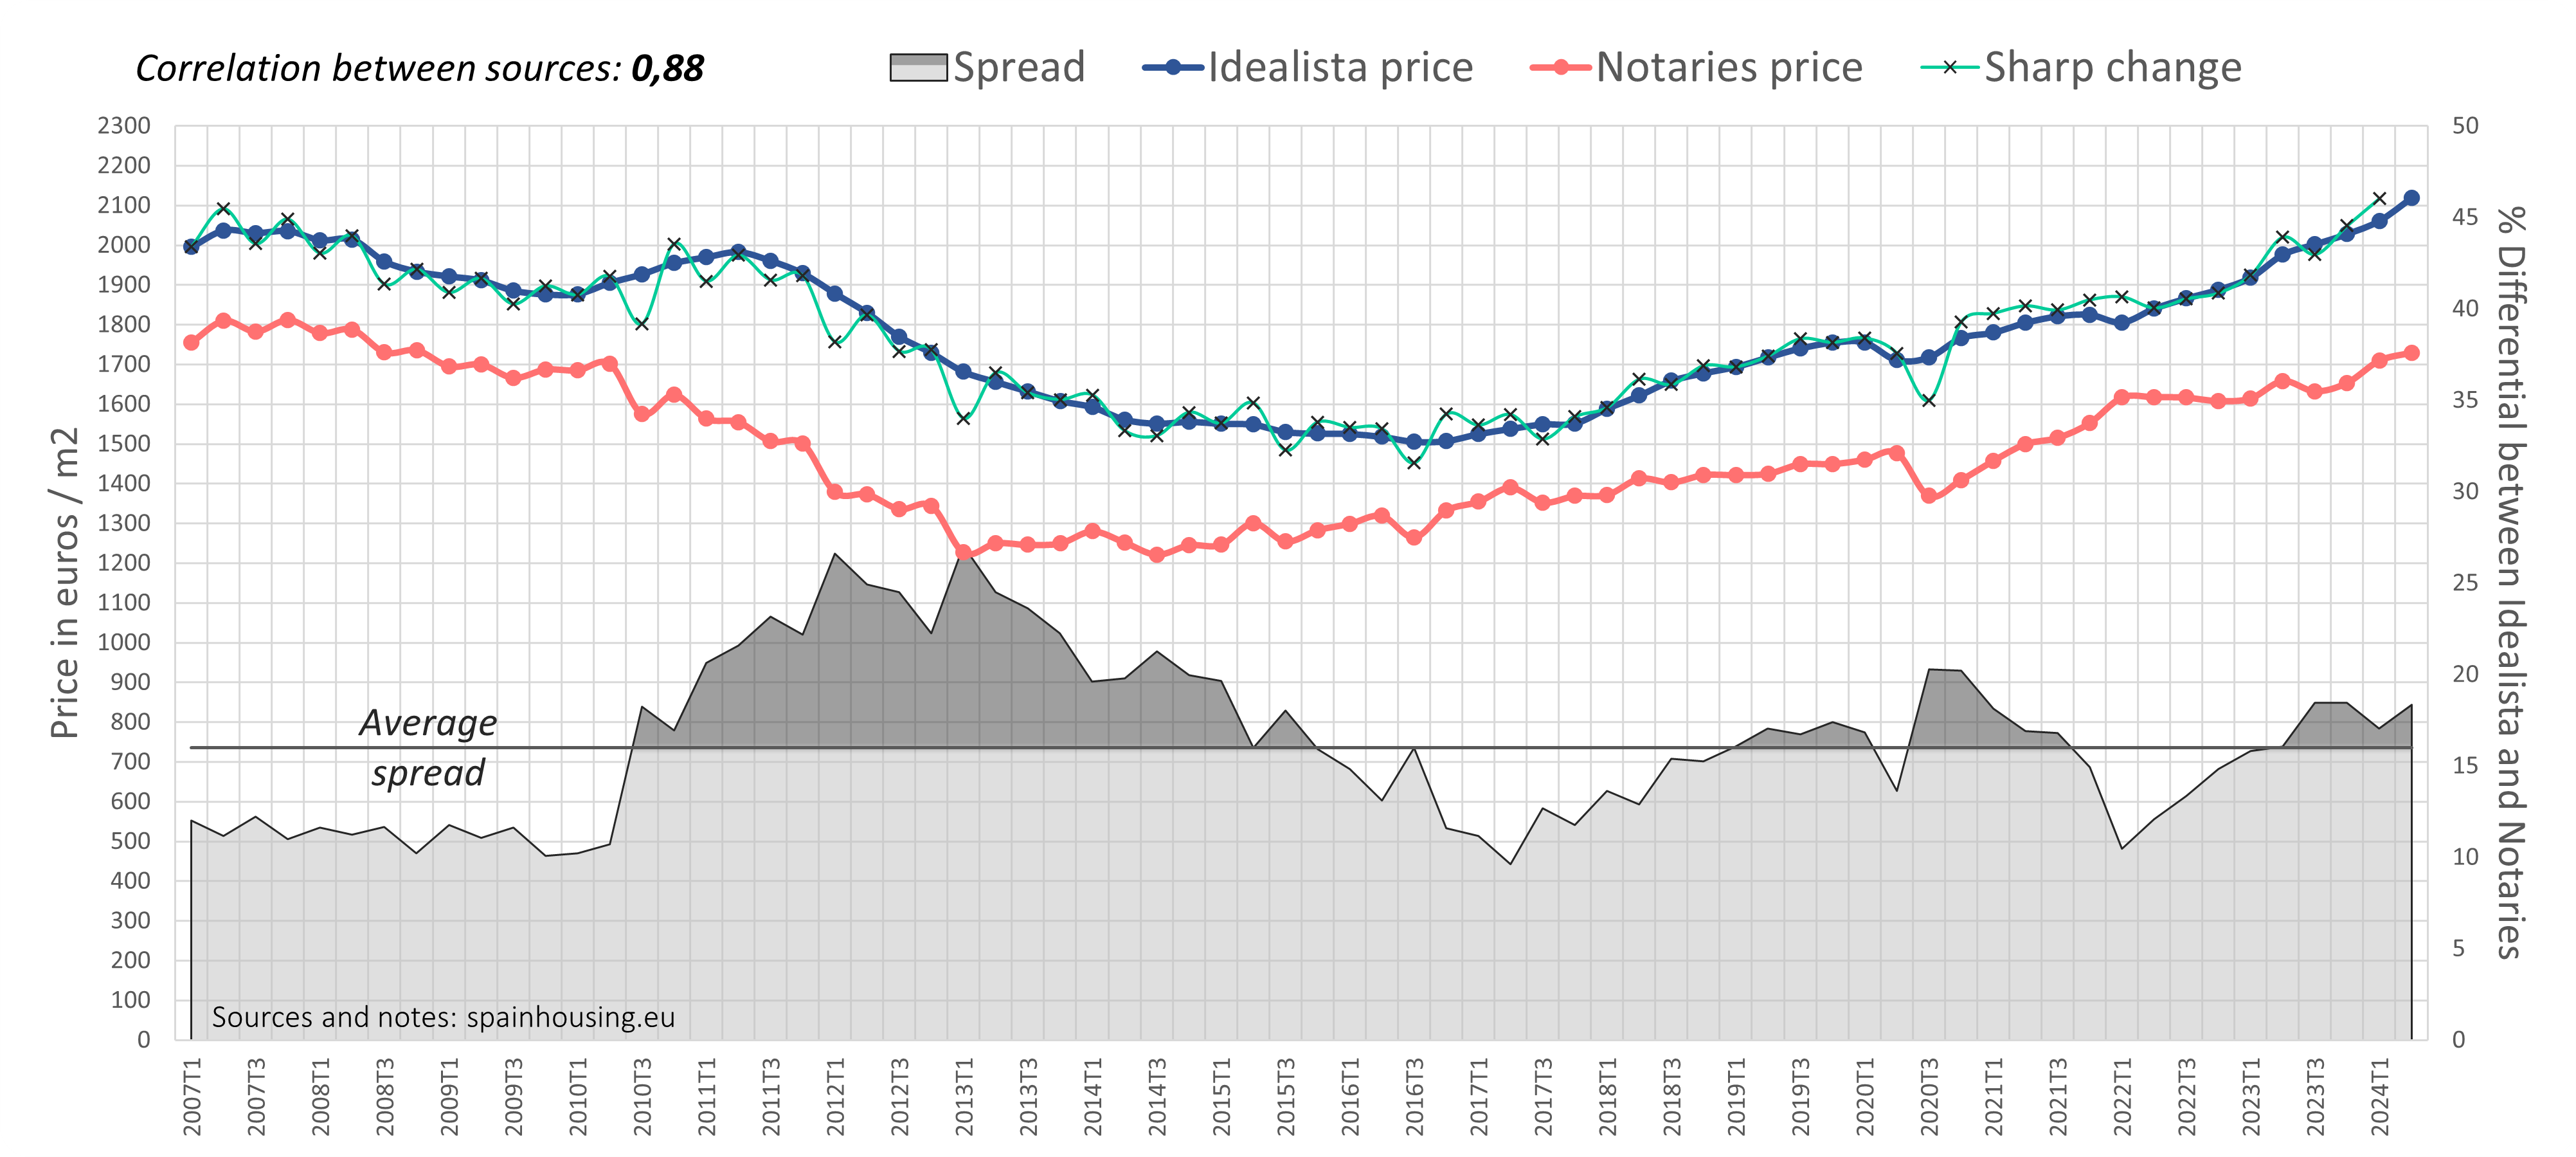 Correlation between sources: 0,88
Spread
Idealista price
Notaries price
Sharp change
2300
2200
2100
2000
1900
1800
1700
1600
1500
1400
1300
1200
1100
1000
900
800
700
600
500
400
300
200
100
0
Price in euros / m2
50
45
40
35
30
25
20
15
10
5
0
% Differential between Idealista and Notaries
Average
spread
Sources and notes: spainhousing.eu
2007T1
2007T3
2008T1
2008T3
2009T1
2009T3
2010T1
2010T3
2011T1
2011T3
2012T1
2012T3
2013T1
2013T3
2014T1
2014T3
2015T1
2015T3
2016T1
2016T3
2017T1
2017T3
2018T1
2018T3
2019T1
2019T3
2020T1
2020T3
2021T1
2021T3
2022T1
2022T3
2023T1
2023T3
2024T1